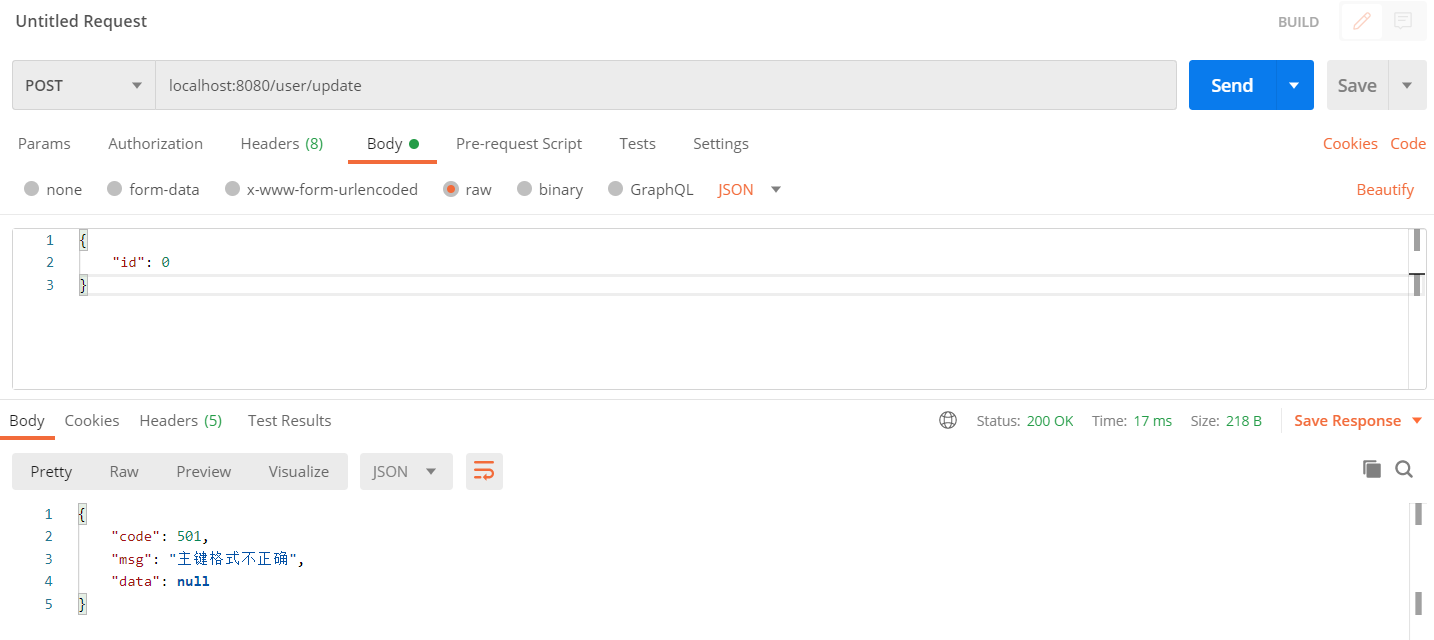 Untitled Request
BUILD
POST
localhost:8080/user/update
Send
Save
Params Authorization Headers (8) Body Pre-request Script Tests Settings Cookies Code
none form-data x-www-form-urlencoded raw binary GraphQL JSON Beautify
1 {
2 "id": 0
3 }
Body Cookies Headers (5) Test Results Status: 200 OK Time: 17 ms Size: 218 B Save Response
Pretty Raw Preview Visualize JSON
1 {
2 "code": 501,
3 "msg": "主键格式不正确",
4 "data": null
5 }